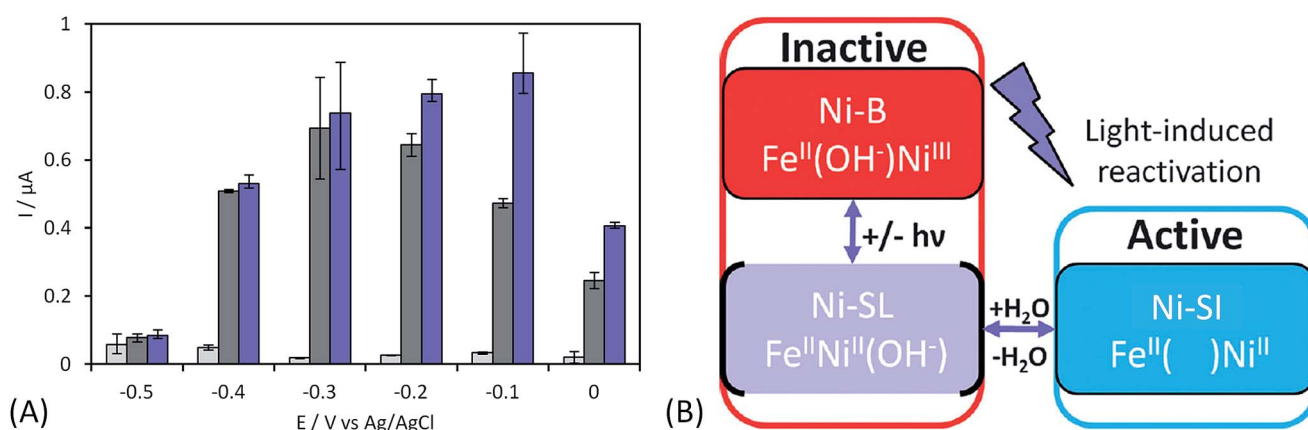 1
0.8
0.6
0.4
0.2
0
I / µA
-0.5 -0.4 -0.3 -0.2 -0.1 0
E / V vs Ag/AgCl
(A)
Inactive
Ni-B
Fe^II(OH⁻)Ni^III
+/- hν
Ni-SL
Fe^IINi^II(OH⁻)
Light-induced
reactivation
+H₂O
-H₂O
Active
Ni-SI
Fe^II( )Ni^II
(B)